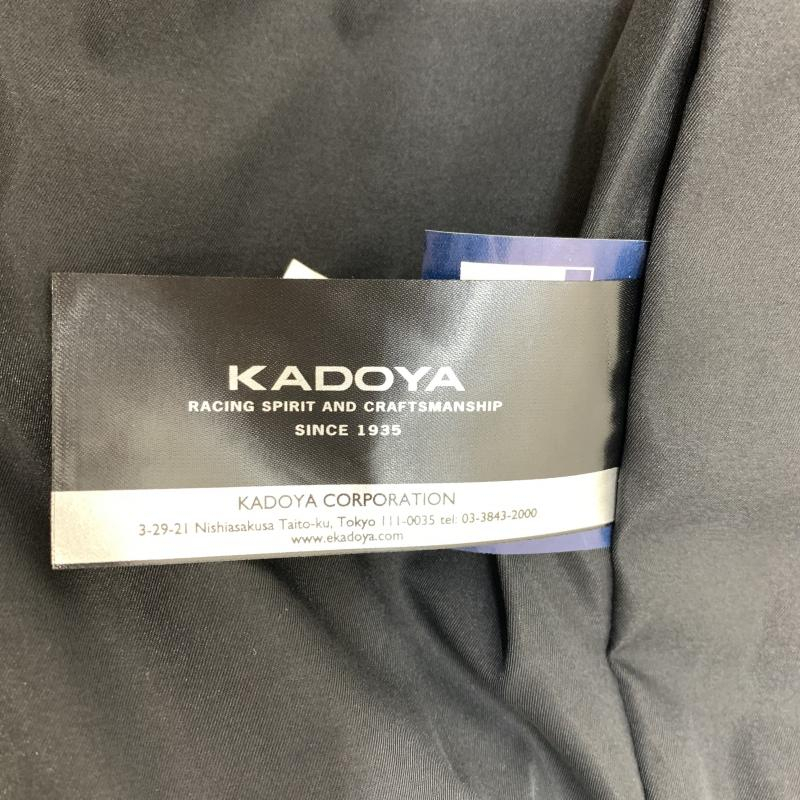 KADOYA
RACING SPIRIT AND CRAFTSMANSHIP
SINCE 1935
KADOYA CORPORATION
3-29-21 Nishiasakusa Taito-ku, Tokyo 111-0035 tel: 03-3843-2000
www.ekadoya.com